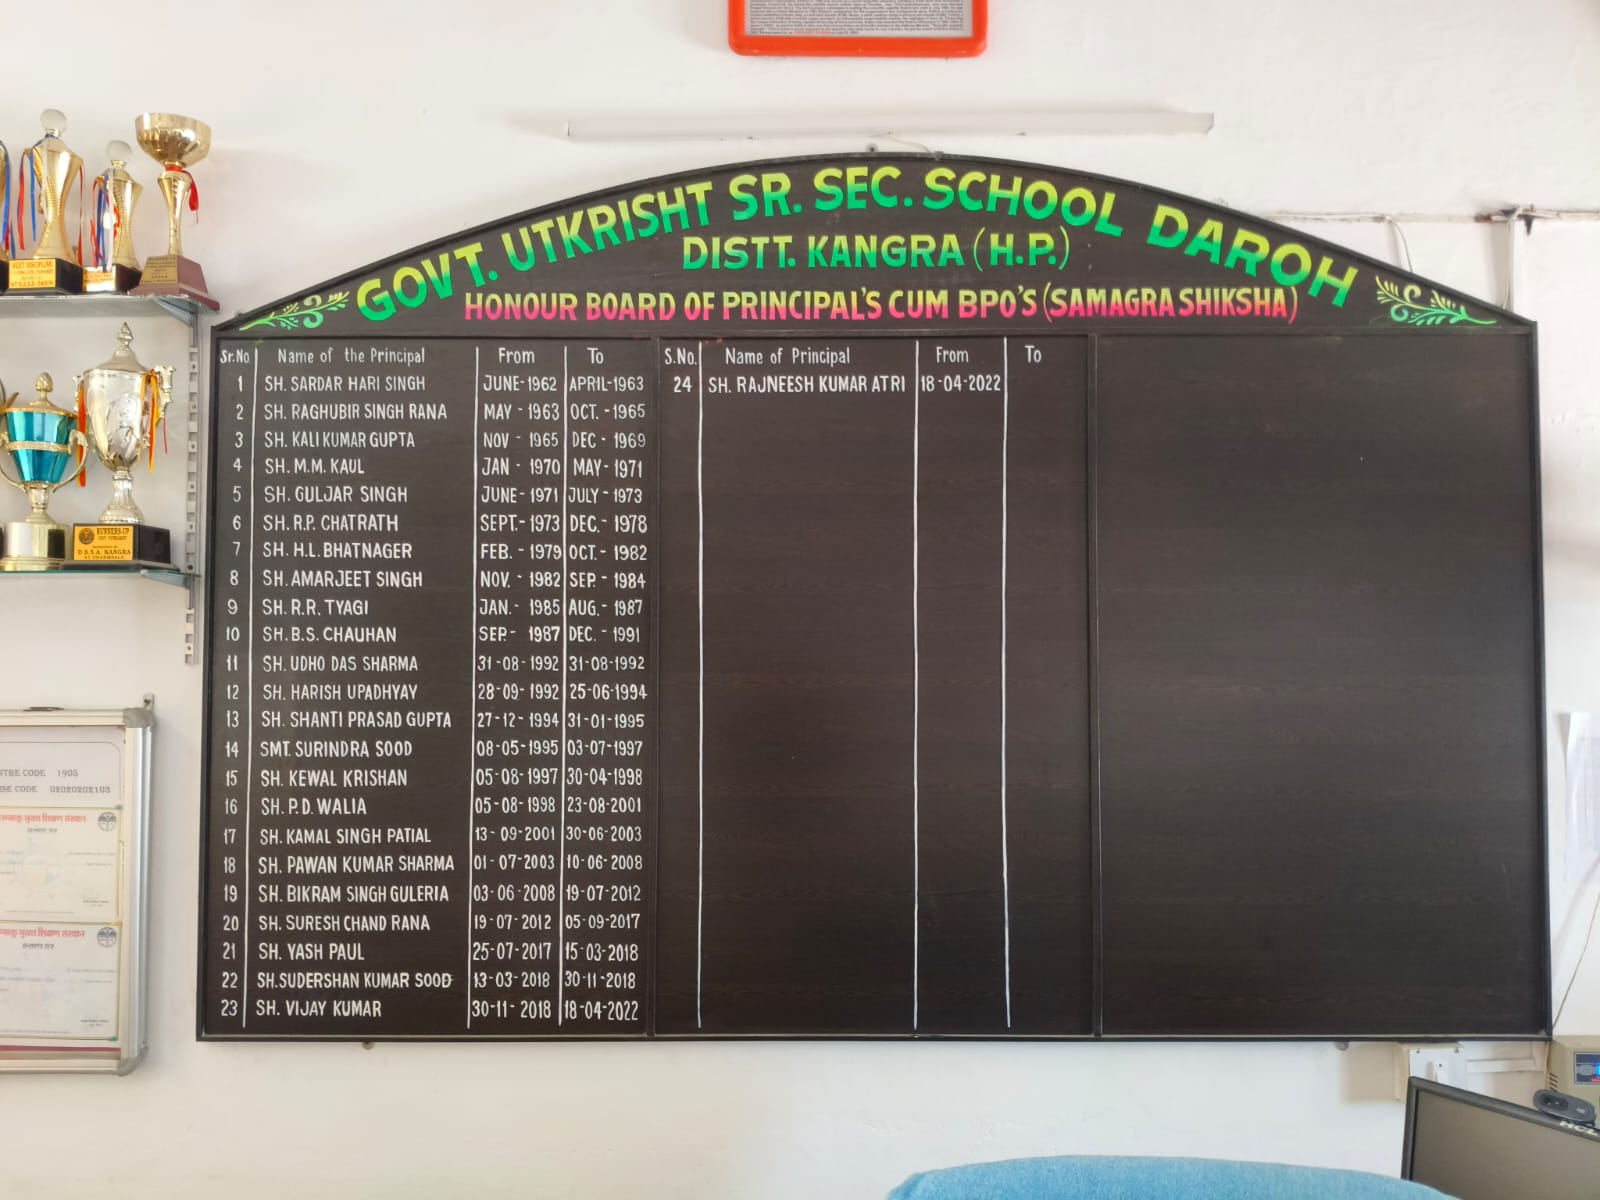 GOVT. UTKRISHT SR. SEC. SCHOOL DAROH
DISTT. KANGRA (H.P.)
HONOUR BOARD OF PRINCIPAL'S CUM BPO'S (SAMAGRA SHIKSHA)
Sr.No Name of the Principal From To
1 SH. SARDAR HARI SINGH JUNE-1962 APRIL-1963
2 SH. RAGHUBIR SINGH RANA MAY - 1963 OCT. - 1965
3 SH. KALI KUMAR GUPTA NOV - 1965 DEC - 1969
4 SH. M.M. KAUL JAN - 1970 MAY - 1971
5 SH. GULJAR SINGH JUNE - 1971 JULY - 1973
6 SH. R.P. CHATRATH SEPT. - 1973 DEC. - 1978
7 SH. H.L. BHATNAGER FEB. - 1979 OCT. - 1982
8 SH. AMARJEET SINGH NOV. - 1982 SEP. - 1984
9 SH. R.R. TYAGI JAN. - 1985 AUG. - 1987
10 SH. B.S. CHAUHAN SEP. - 1987 DEC. - 1991
11 SH. UDHO DAS SHARMA 31-08-1992 31-08-1992
12 SH. HARISH UPADHYAY 28-09-1992 25-06-1994
13 SH. SHANTI PRASAD GUPTA 27-12-1994 31-01-1995
14 SMT. SURINDRA SOOD 08-05-1995 03-07-1997
15 SH. KEWAL KRISHAN 05-08-1997 30-04-1998
16 SH. P.D. WALIA 05-08-1998 23-08-2001
17 SH. KAMAL SINGH PATIAL 13-09-2001 30-06-2003
18 SH. PAWAN KUMAR SHARMA 01-07-2003 10-06-2008
19 SH. BIKRAM SINGH GULERIA 03-06-2008 19-07-2012
20 SH. SURESH CHAND RANA 19-07-2012 05-09-2017
21 SH. YASH PAUL 25-07-2017 15-03-2018
22 SH. SUDERSHAN KUMAR SOOD 13-03-2018 30-11-2018
23 SH. VIJAY KUMAR 30-11-2018 18-04-2022
S.No. Name of Principal From To
24 SH. RAJNEESH KUMAR ATRI 18-04-2022
BEST DISCIPLINE
RUNNERS-UP
D.S.S.A. KANGRA
CODE 1905
CODE 02020202103
मुक्त शिक्षण संस्थान
मुक्त शिक्षण संस्थान
HCL